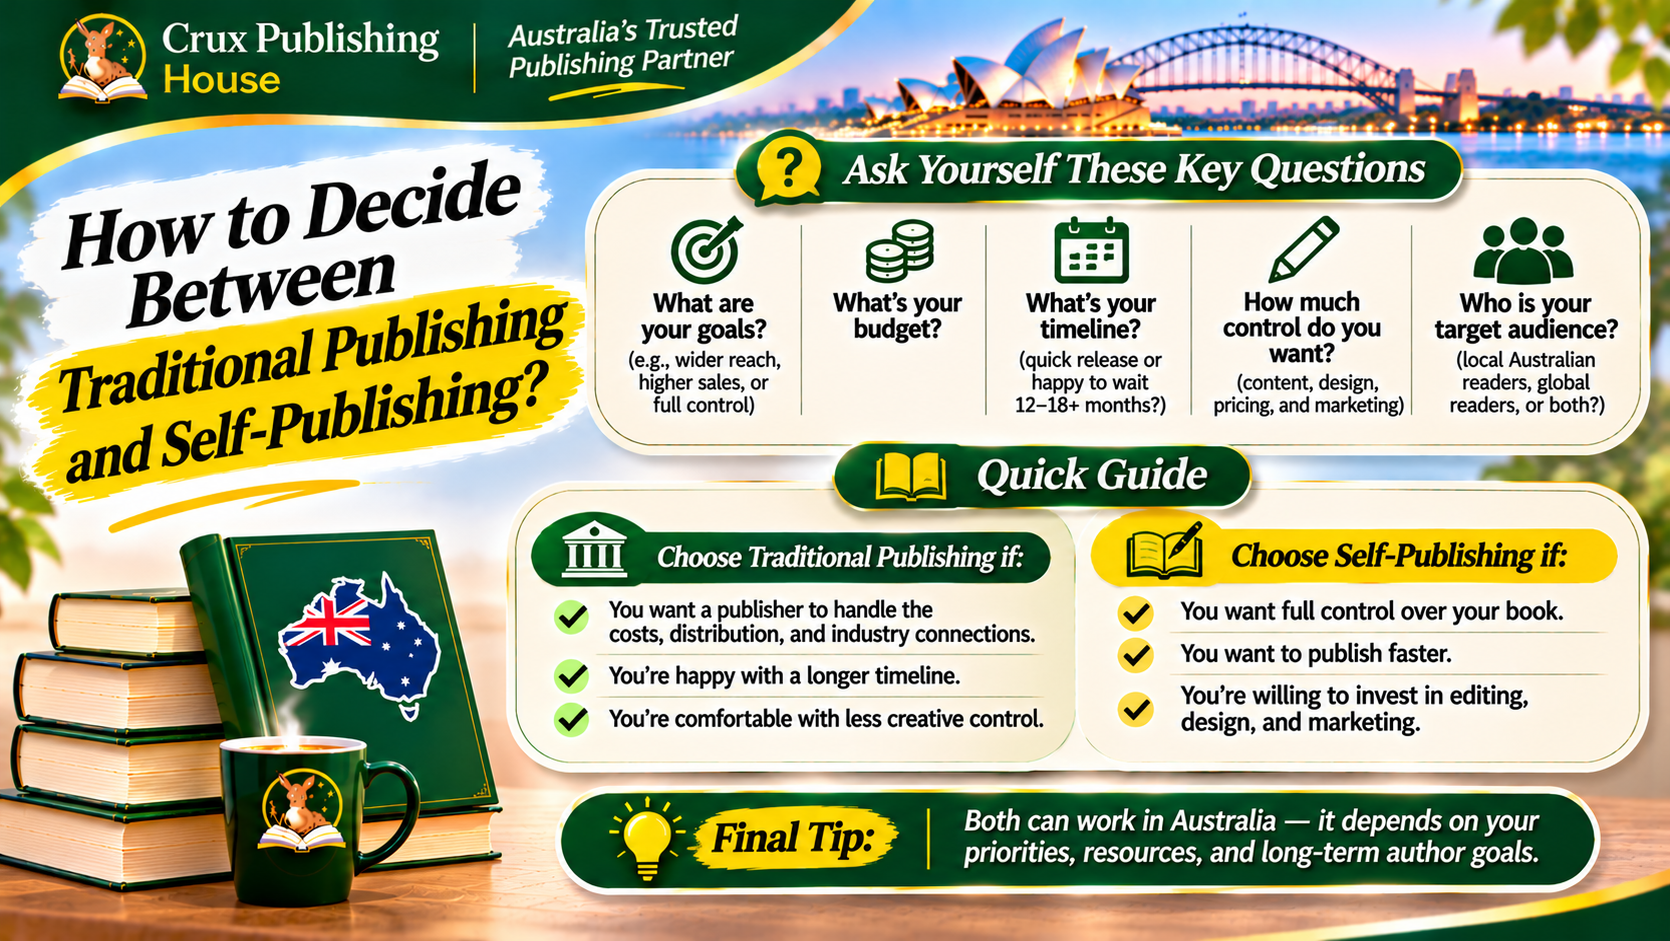 Crux Publishing
House
Australia's Trusted
Publishing Partner
How to Decide
Between
Traditional Publishing
and Self-Publishing?
?
Ask Yourself These Key Questions
What are
your goals?
(e.g., wider reach,
higher sales, or
full control)
What's your
budget?
What's your
timeline?
(quick release or
happy to wait
12–18+ months?)
How much
control do you
want?
(content, design,
pricing, and marketing)
Who is your
target audience?
(local Australian
readers, global
readers, or both?)
Quick Guide
Choose Traditional Publishing if:
You want a publisher to handle the
costs, distribution, and industry connections.
You're happy with a longer timeline.
You're comfortable with less creative control.
Choose Self-Publishing if:
You want full control over your book.
You want to publish faster.
You're willing to invest in editing,
design, and marketing.
Final Tip:
Both can work in Australia — it depends on your
priorities, resources, and long-term author goals.